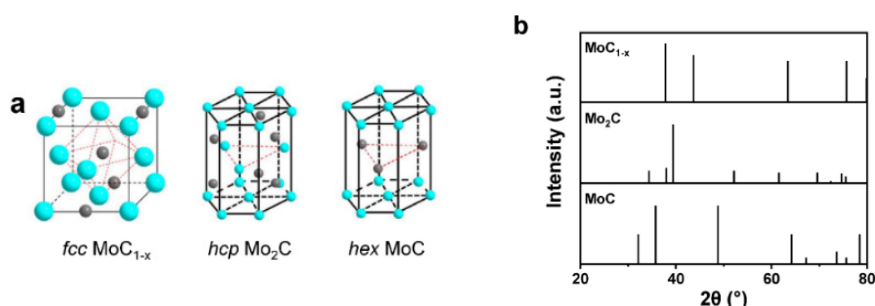 a
fcc MoC1-x
hcp Mo2C
hex MoC
b
Intensity (a.u.)
MoC1-x
Mo2C
MoC
20 40 60 80
2θ (°)